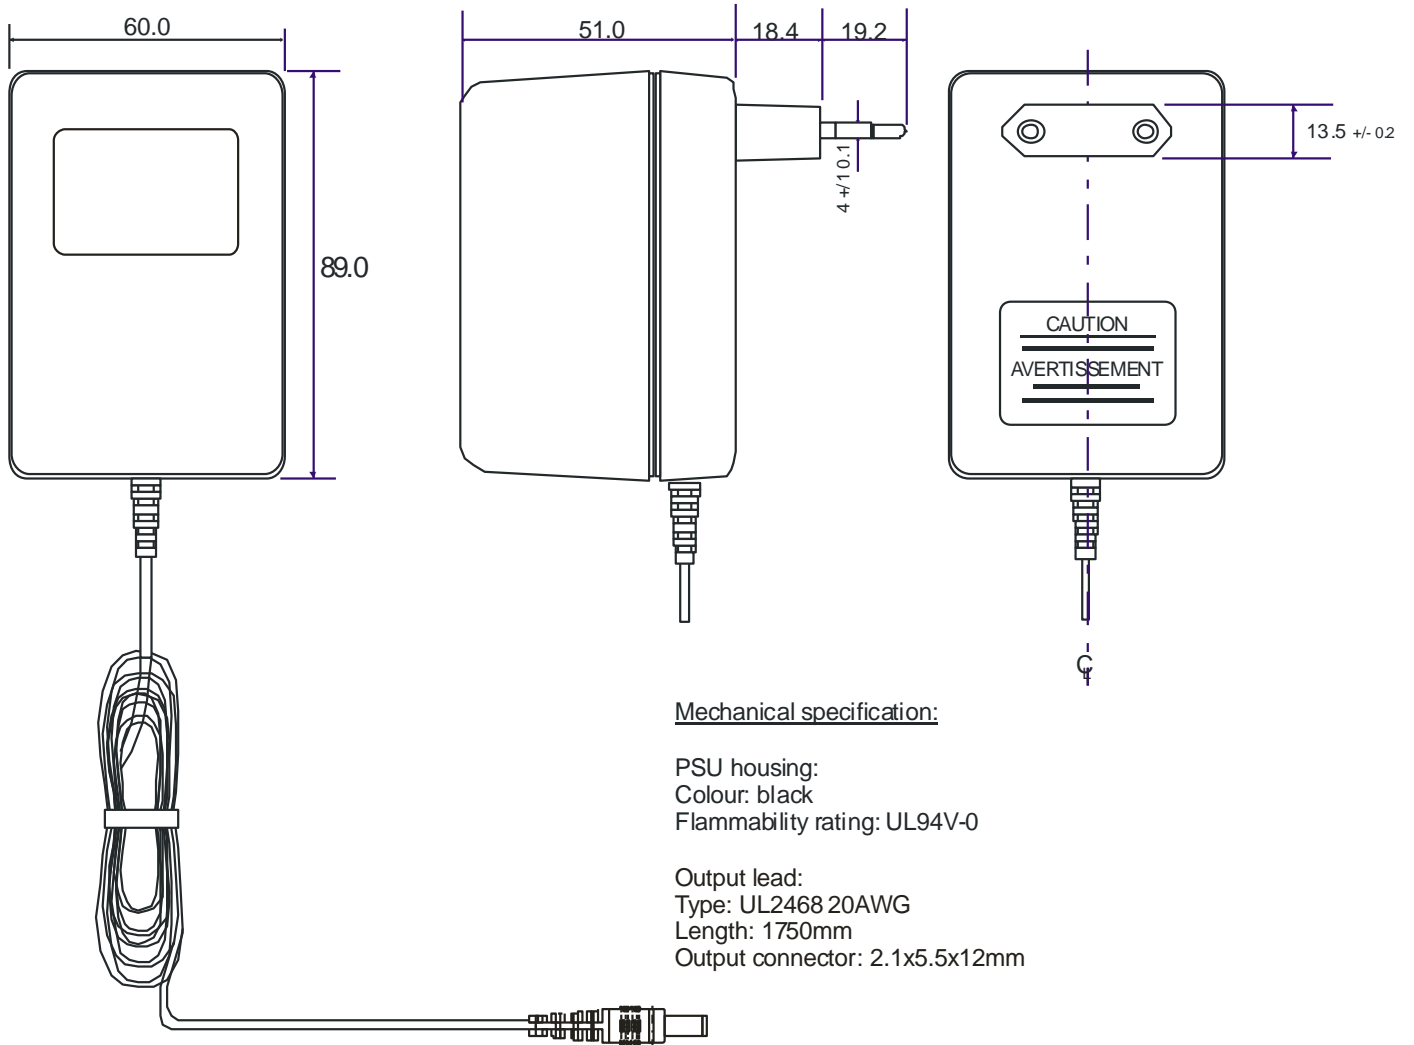 60.0
51.0
18.4
19.2
13.5 +/- 0.2
4 +/1 0.1
89.0
CAUTION
AVERTISSEMENT
CL
Mechanical specification:
PSU housing:
Colour: black
Flammability rating: UL94V-0
Output lead:
Type: UL2468 20AWG
Length: 1750mm
Output connector: 2.1x5.5x12mm